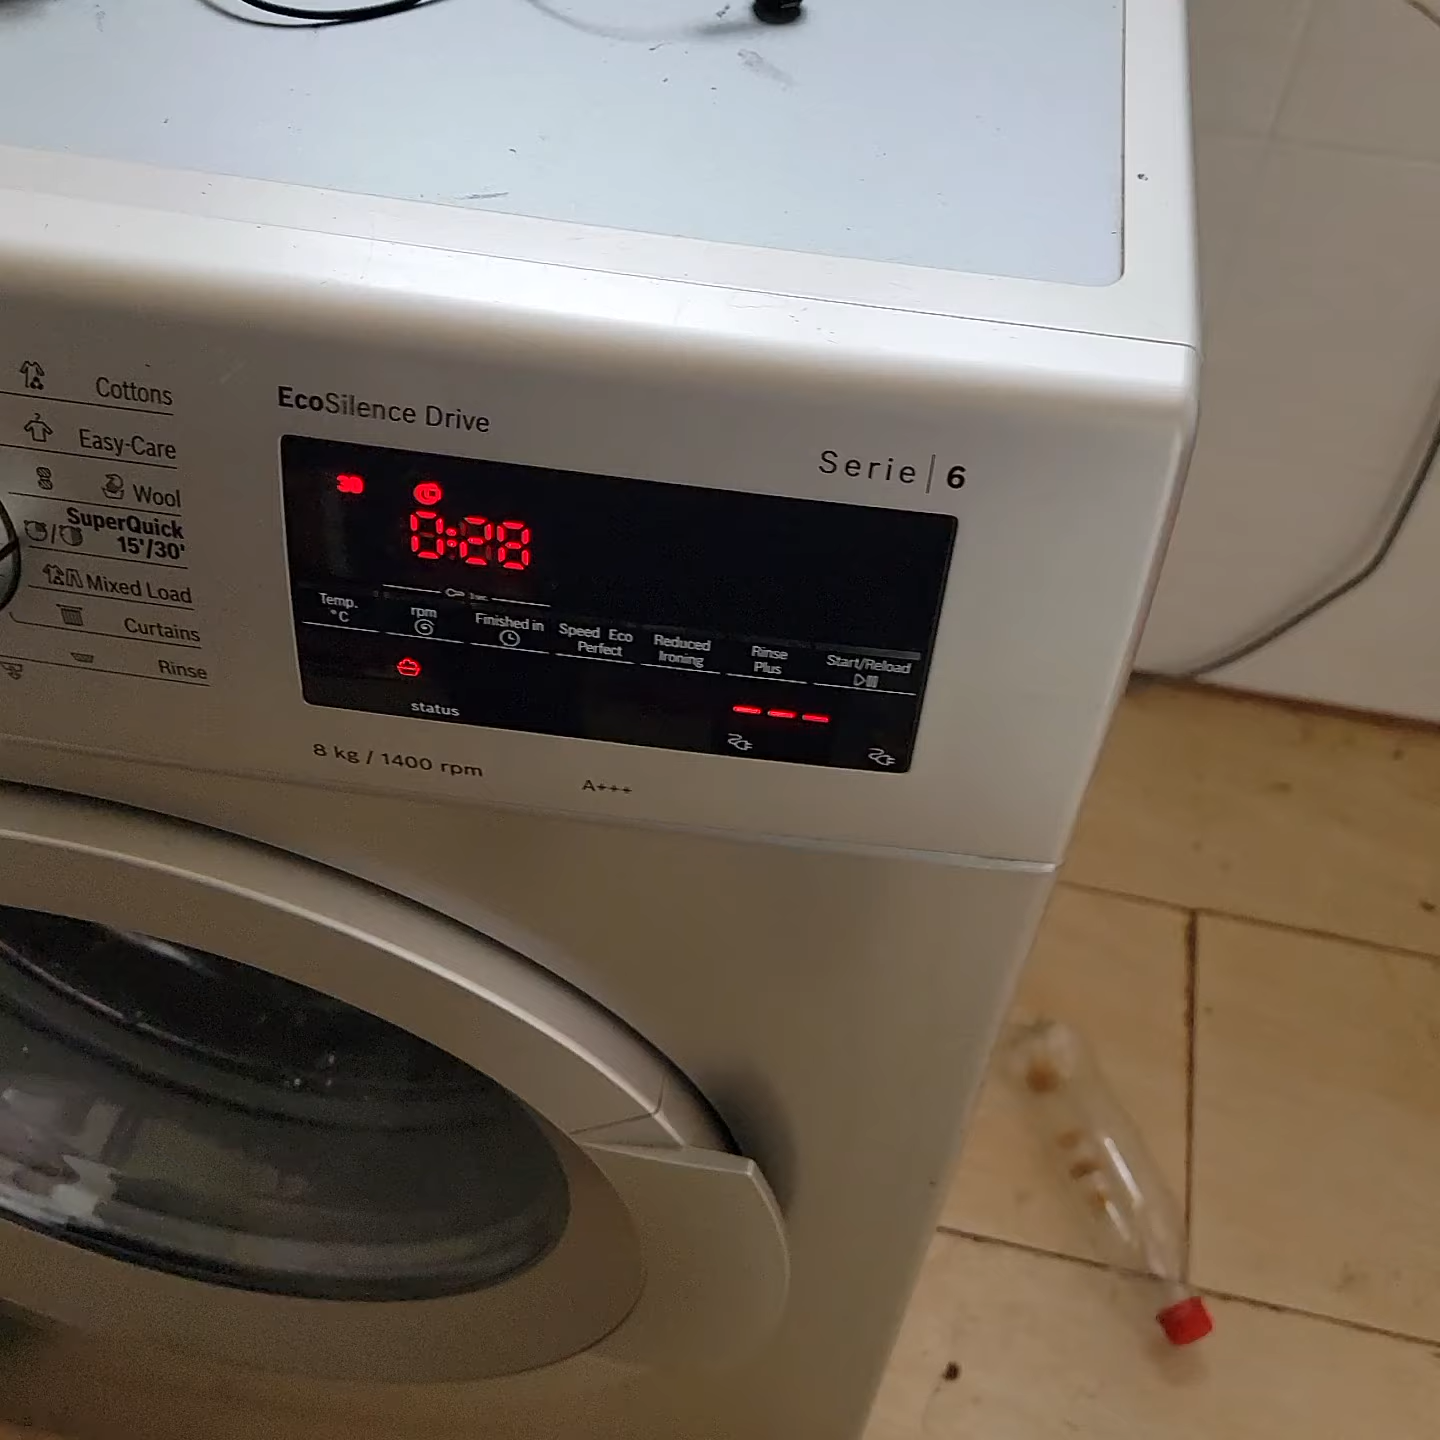 Cottons
Easy-Care
Wool
SuperQuick
15'/30'
Mixed Load
Curtains
Rinse
EcoSilence Drive
Serie | 6
30
0:28
Temp.
°C
rpm
Finished in
Speed Eco
Perfect
Reduced
Ironing
Rinse
Plus
Start/Reload
status
---
8 kg / 1400 rpm
A+++